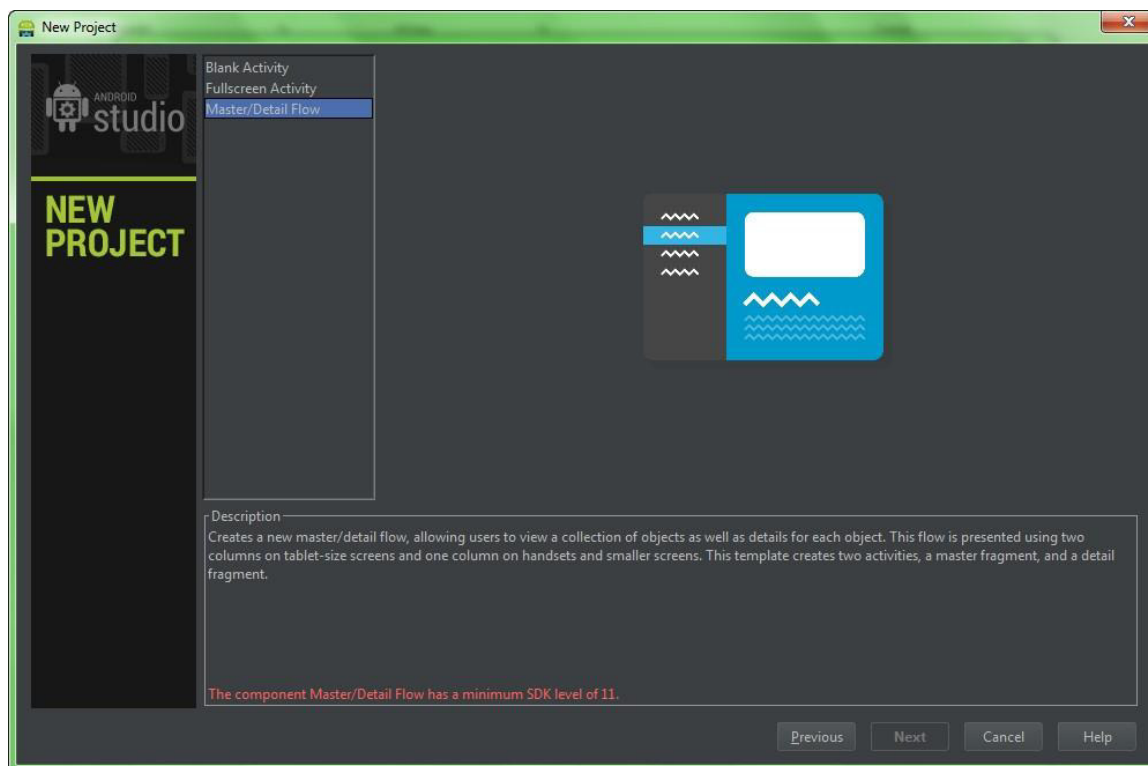 New Project
ANDROID
studio
NEW
PROJECT
Blank Activity
Fullscreen Activity
Master/Detail Flow
Description
Creates a new master/detail flow, allowing users to view a collection of objects as well as details for each object. This flow is presented using two
columns on tablet-size screens and one column on handsets and smaller screens. This template creates two activities, a master fragment, and a detail
fragment.
The component Master/Detail Flow has a minimum SDK level of 11.
Previous
Next
Cancel
Help